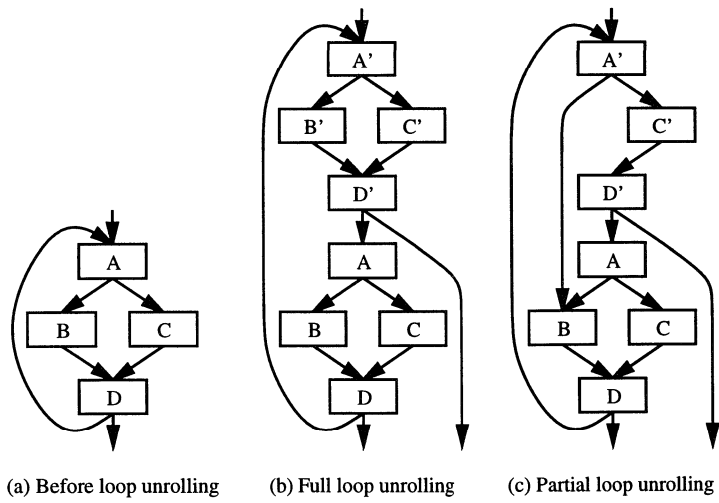 A
B
C
D
(a) Before loop unrolling
A'
B'
C'
D'
A
B
C
D
(b) Full loop unrolling
A'
C'
D'
A
B
C
D
(c) Partial loop unrolling